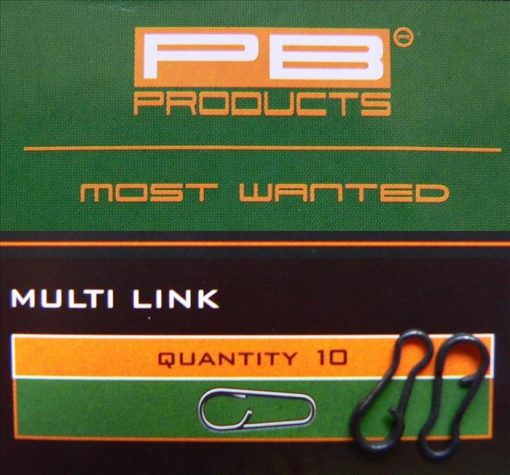 PB
PRODUCTS
MOST WANTED
MULTI LINK
QUANTITY 10